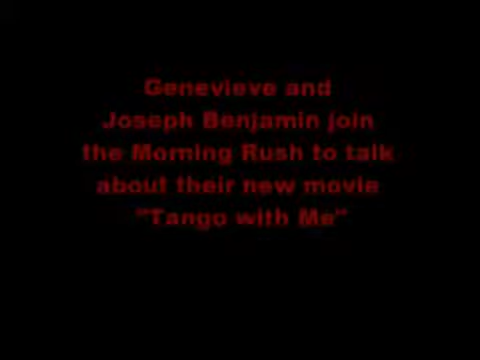 Genevieve and
Joseph Benjamin join
the Morning Rush to talk
about their new movie
"Tango with Me"